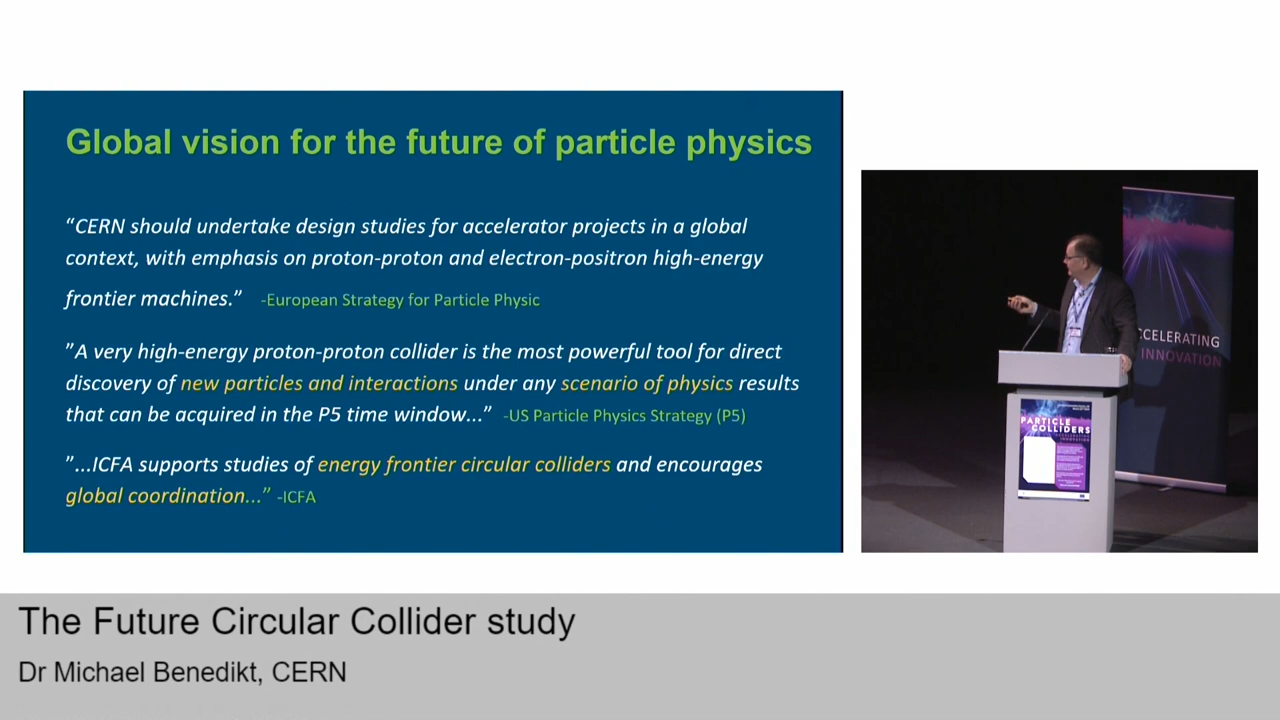 Global vision for the future of particle physics
“CERN should undertake design studies for accelerator projects in a global
context, with emphasis on proton-proton and electron-positron high-energy
frontier machines.” -European Strategy for Particle Physic
”A very high-energy proton-proton collider is the most powerful tool for direct
discovery of new particles and interactions under any scenario of physics results
that can be acquired in the P5 time window...” -US Particle Physics Strategy (P5)
”...ICFA supports studies of energy frontier circular colliders and encourages
global coordination...” -ICFA
CCELERATING
INNOVATION
PARTICLE
COLLIDERS
The Future Circular Collider study
Dr Michael Benedikt, CERN